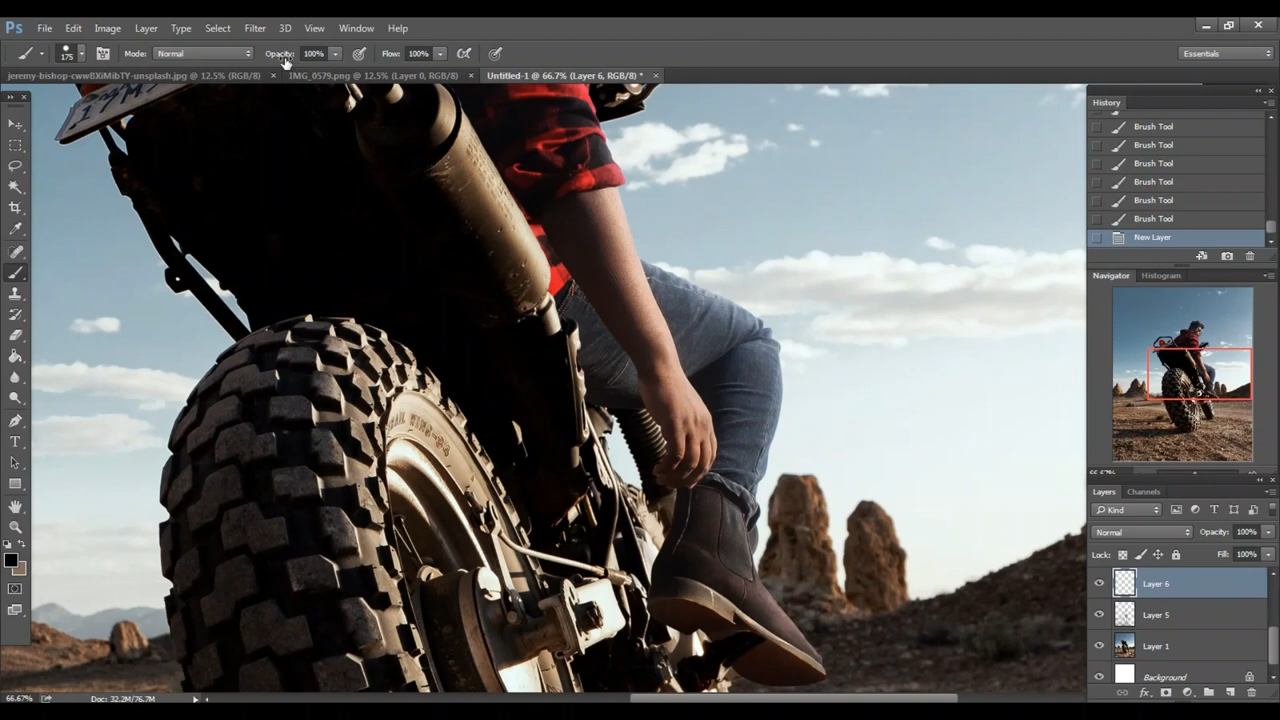 Ps File Edit Image Layer Type Select Filter 3D View Window Help
175 Mode: Normal Opacity: 100% Flow: 100% Essentials
jeremy-bishop-cwwBXiMibTY-unsplash.jpg @ 12.5% (RGB/8) × IMG_0579.png @ 12.5% (Layer 0, RGB/8) × Untitled-1 @ 66.7% (Layer 6, RGB/8) * ×
History
Brush Tool
Brush Tool
Brush Tool
Brush Tool
Brush Tool
Brush Tool
New Layer
Navigator Histogram
66.67%
Layers Channels
Kind
Normal Opacity: 100%
Lock: Fill: 100%
Layer 6
Layer 5
Layer 1
Background
66.67% Doc: 32.2M/76.7M